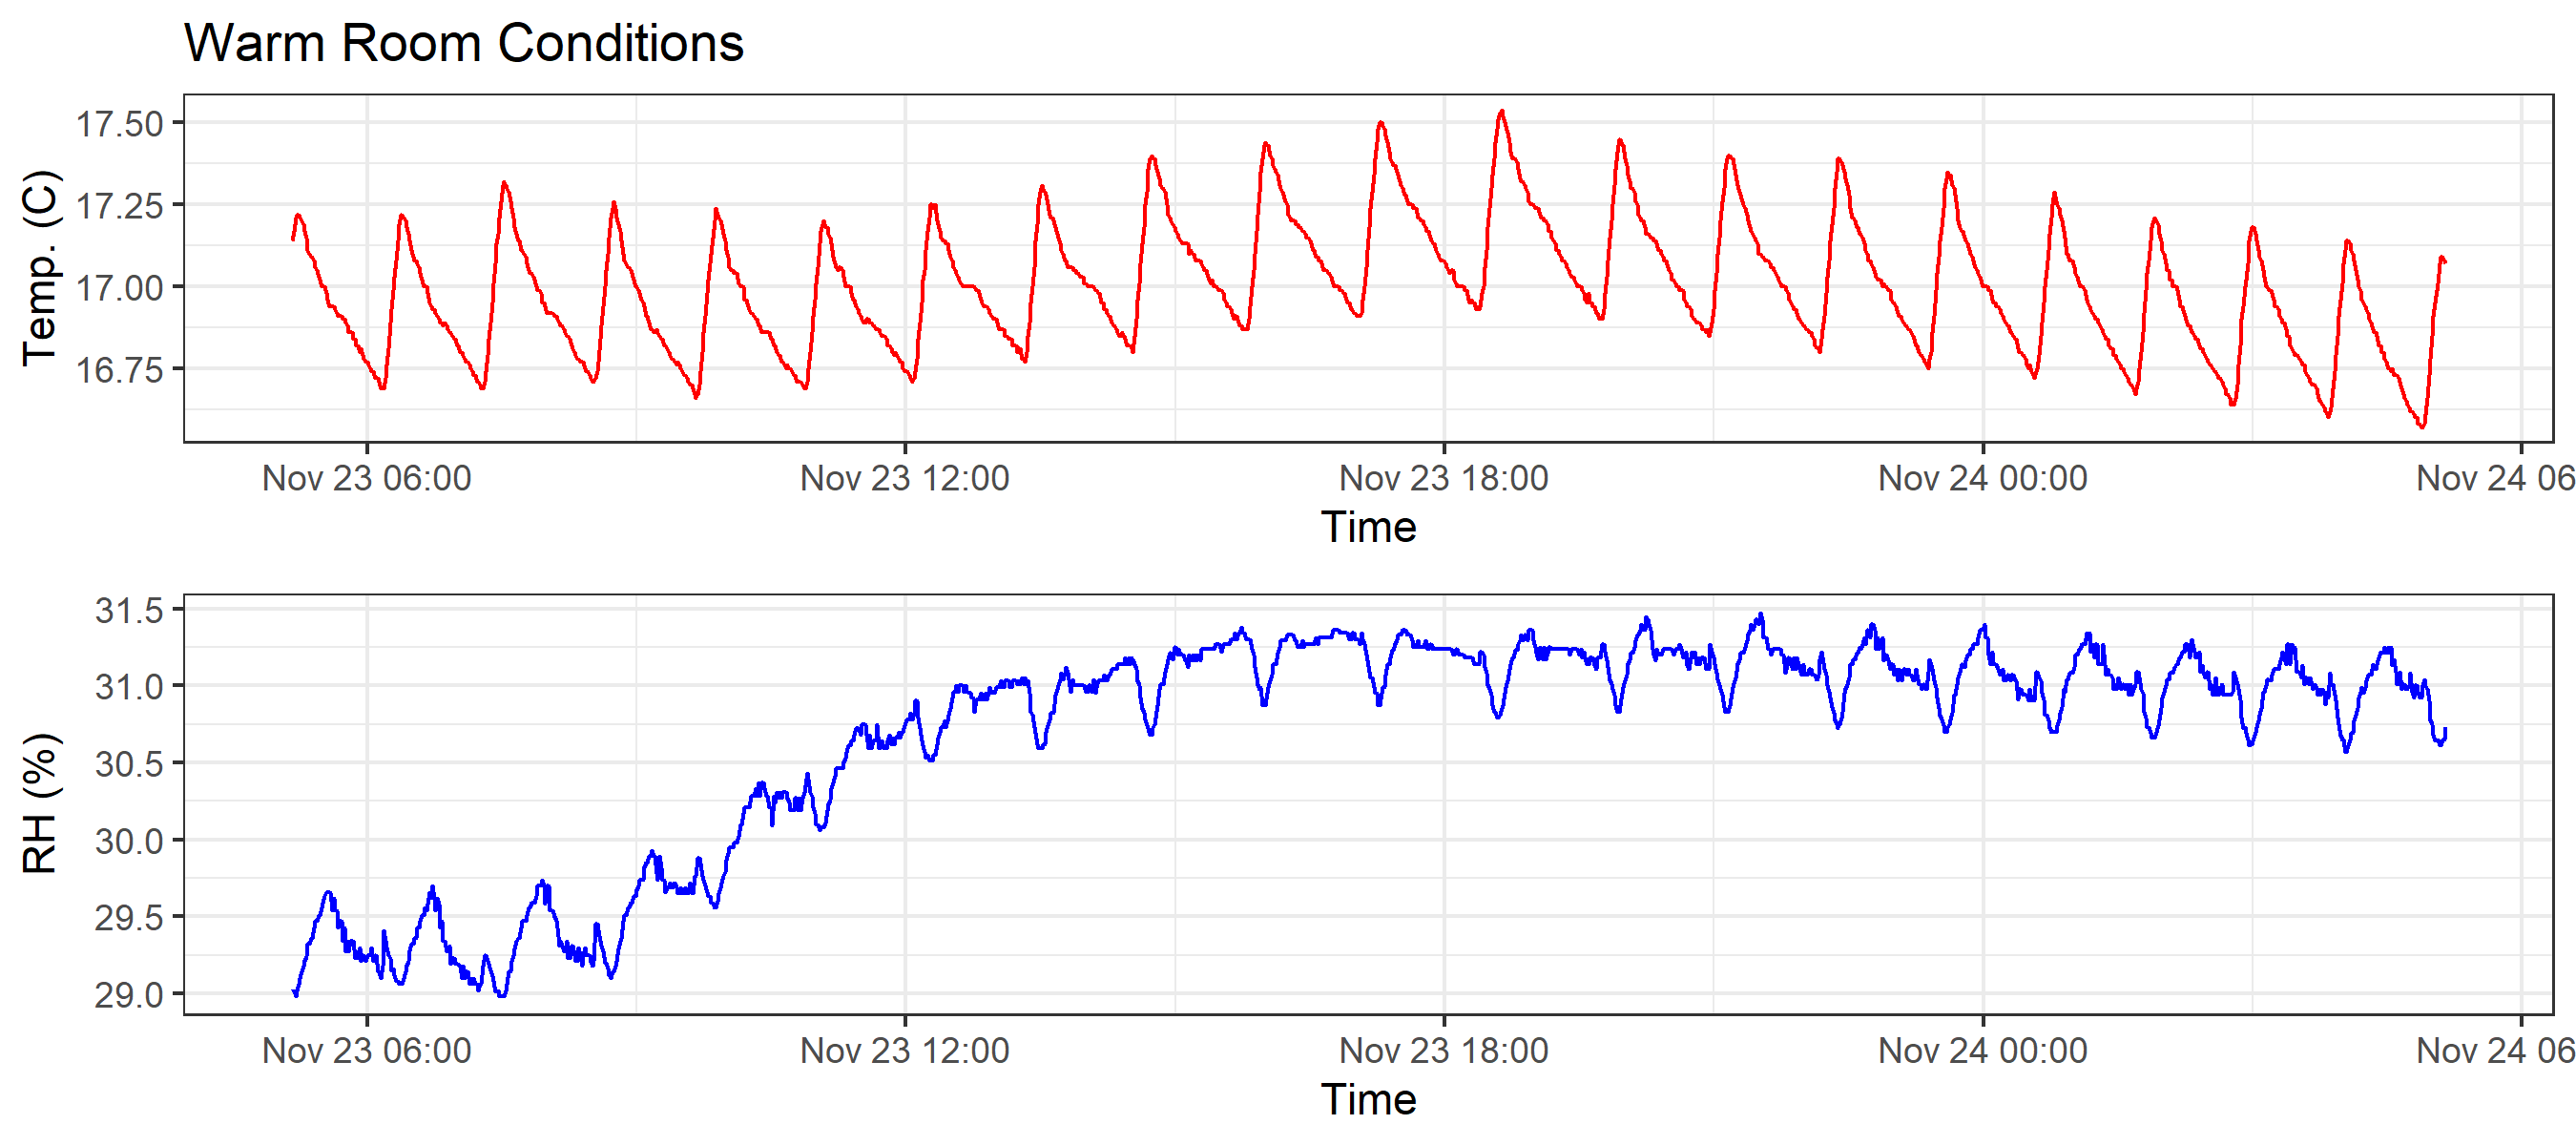 Warm Room Conditions
Temp. (C)
17.50
17.25
17.00
16.75
Nov 23 06:00 Nov 23 12:00 Nov 23 18:00 Nov 24 00:00 Nov 24 06
Time
RH (%)
31.5
31.0
30.5
30.0
29.5
29.0
Nov 23 06:00 Nov 23 12:00 Nov 23 18:00 Nov 24 00:00 Nov 24 06
Time